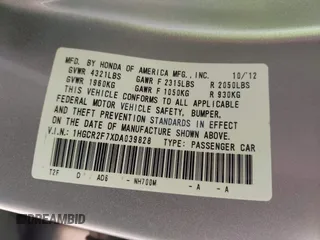 MFD. BY HONDA OF AMERICA MFG., INC. 10/12
GVWR 4321LBS GAWR F 2315LBS R 2050LBS
GVWR 1960KG GAWR F 1050KG R 930KG
THIS VEHICLE CONFORMS TO ALL APPLICABLE
FEDERAL MOTOR VEHICLE SAFETY, BUMPER,
AND THEFT PREVENTION STANDARDS IN EFFECT
ON THE DATE OF MANUFACTURE SHOWN ABOVE.
V.I.N.: 1HGCR2F7XDA039828 TYPE: PASSENGER CAR
NH700M -A -A
DREAMBID